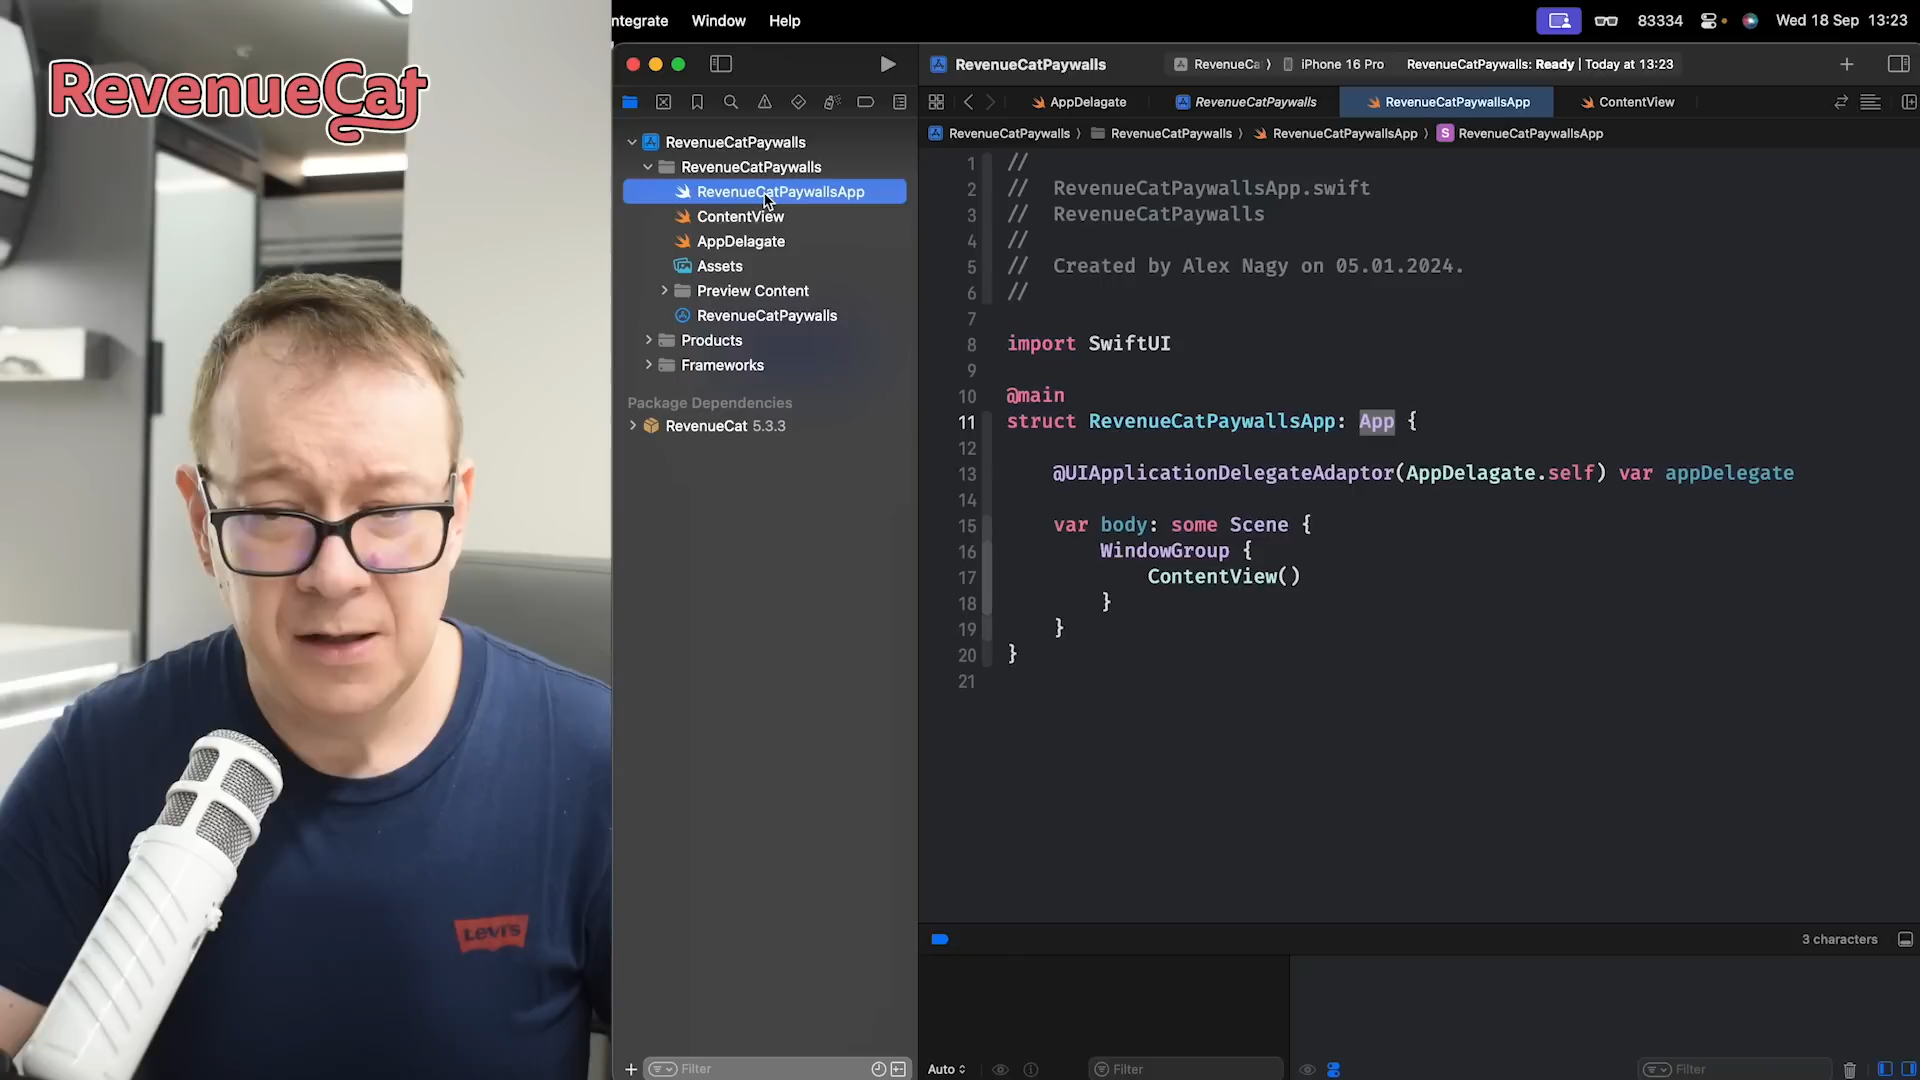 RevenueCat
ntegrate Window Help 83334 Wed 18 Sep 13:23
RevenueCatPaywalls RevenueCa iPhone 16 Pro RevenueCatPaywalls: Ready | Today at 13:23
AppDelagate RevenueCatPaywalls RevenueCatPaywallsApp ContentView
RevenueCatPaywalls RevenueCatPaywalls RevenueCatPaywallsApp S RevenueCatPaywallsApp
RevenueCatPaywalls
RevenueCatPaywalls
RevenueCatPaywallsApp
ContentView
AppDelagate
Assets
Preview Content
RevenueCatPaywalls
Products
Frameworks
Package Dependencies
RevenueCat 5.3.3
1 //
2 // RevenueCatPaywallsApp.swift
3 // RevenueCatPaywalls
4 //
5 // Created by Alex Nagy on 05.01.2024.
6 //
7
8 import SwiftUI
9
10 @main
11 struct RevenueCatPaywallsApp: App {
12
13 @UIApplicationDelegateAdaptor(AppDelagate.self) var appDelegate
14
15 var body: some Scene {
16 WindowGroup {
17 ContentView()
18 }
19 }
20 }
21
Levi's
3 characters
Filter Auto Filter Filter